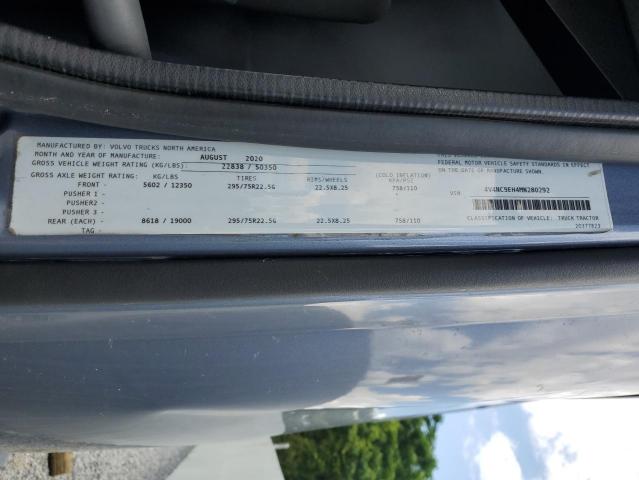 MANUFACTURED BY: VOLVO TRUCKS NORTH AMERICA
MONTH AND YEAR OF MANUFACTURE: AUGUST 2020
GROSS VEHICLE WEIGHT RATING (KG/LBS): 22838 / 50350
GROSS AXLE WEIGHT RATING: KG/LBS TIRES RIMS/WHEELS (COLD INFLATION) KPA/PSI
FRONT - 5602 / 12350 295/75R22.5G 22.5X8.25 758/110
PUSHER 1 -
PUSHER2 -
PUSHER 3 -
REAR (EACH) - 8618 / 19000 295/75R22.5G 22.5X8.25 758/110
TAG -
THIS
FEDERAL MOTOR VEHICLE SAFETY STANDARDS IN EFFECT
ON THE DATE OF MANUFACTURE SHOWN.
VIN 4V4NC9EH4MN280292
CLASSIFICATION OF VEHICLE: TRUCK TRACTOR
20377823